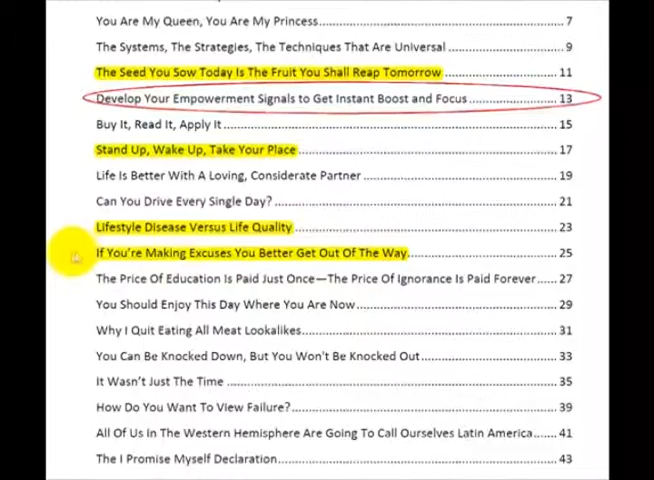 You Are My Queen, You Are My Princess 7
The Systems, The Strategies, The Techniques That Are Universal 9
The Seed You Sow Today Is The Fruit You Shall Reap Tomorrow 11
Develop Your Empowerment Signals to Get Instant Boost and Focus 13
Buy It, Read It, Apply It 15
Stand Up, Wake Up, Take Your Place 17
Life Is Better With A Loving, Considerate Partner 19
Can You Drive Every Single Day? 21
Lifestyle Disease Versus Life Quality 23
If You're Making Excuses You Better Get Out Of The Way 25
The Price Of Education Is Paid Just Once—The Price Of Ignorance Is Paid Forever 27
You Should Enjoy This Day Where You Are Now 29
Why I Quit Eating All Meat Lookalikes 31
You Can Be Knocked Down, But You Won't Be Knocked Out 33
It Wasn't Just The Time 35
How Do You Want To View Failure? 39
All Of Us In The Western Hemisphere Are Going To Call Ourselves Latin America 41
The I Promise Myself Declaration 43